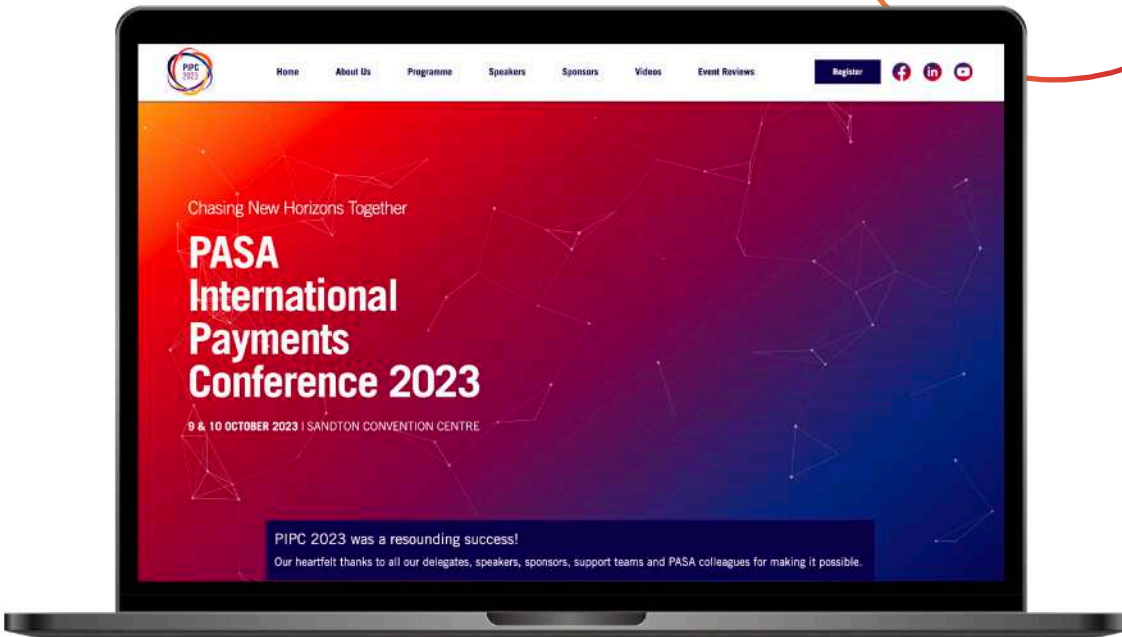 PIPC
2023
Home About Us Programme Speakers Sponsors Videos Event Reviews Register
Chasing New Horizons Together
PASA
International
Payments
Conference 2023
9 & 10 OCTOBER 2023 | SANDTON CONVENTION CENTRE
PIPC 2023 was a resounding success!
Our heartfelt thanks to all our delegates, speakers, sponsors, support teams and PASA colleagues for making it possible.